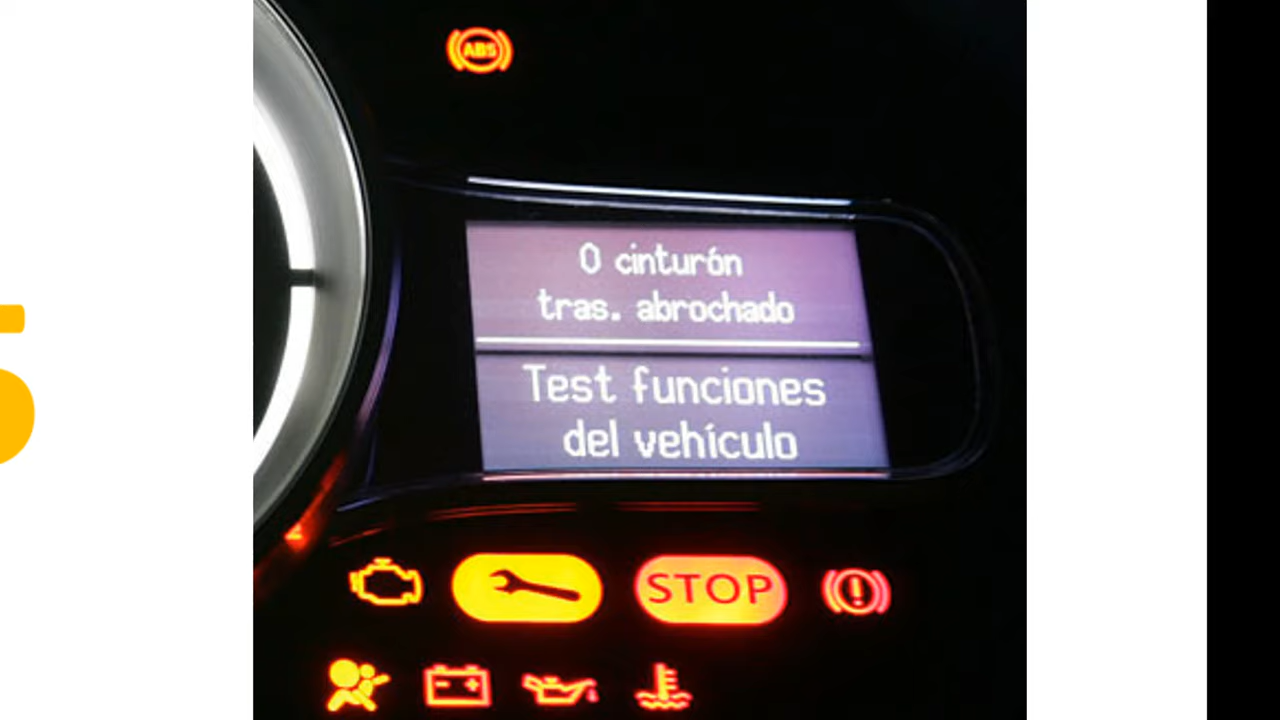 ABS
0 cinturón
tras. abrochado
Test funciones
del vehículo
STOP